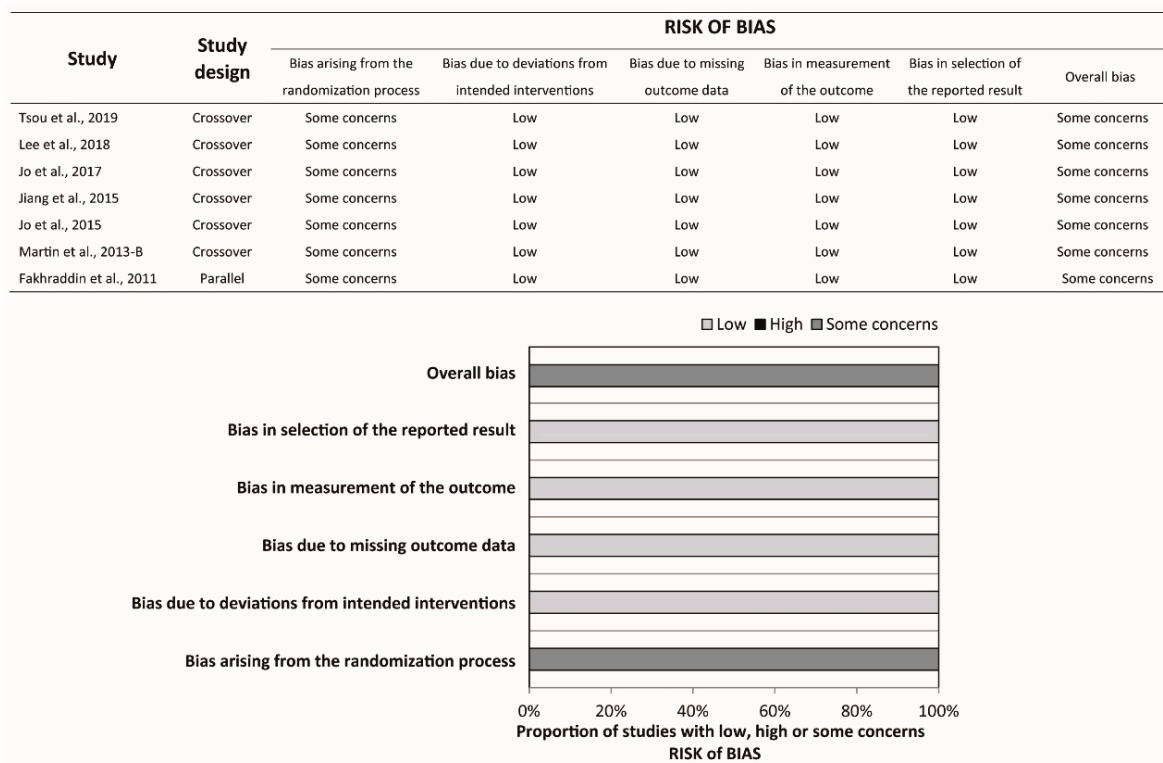 RISK OF BIAS
Study
Study design
Bias arising from the randomization process
Bias due to deviations from intended interventions
Bias due to missing outcome data
Bias in measurement of the outcome
Bias in selection of the reported result
Overall bias
Tsou et al., 2019 Crossover Some concerns Low Low Low Low Some concerns
Lee et al., 2018 Crossover Some concerns Low Low Low Low Some concerns
Jo et al., 2017 Crossover Some concerns Low Low Low Low Some concerns
Jiang et al., 2015 Crossover Some concerns Low Low Low Low Some concerns
Jo et al., 2015 Crossover Some concerns Low Low Low Low Some concerns
Martin et al., 2013-B Crossover Some concerns Low Low Low Low Some concerns
Fakhraddin et al., 2011 Parallel Some concerns Low Low Low Low Some concerns
Low High Some concerns
Overall bias
Bias in selection of the reported result
Bias in measurement of the outcome
Bias due to missing outcome data
Bias due to deviations from intended interventions
Bias arising from the randomization process
0% 20% 40% 60% 80% 100%
Proportion of studies with low, high or some concerns
RISK of BIAS